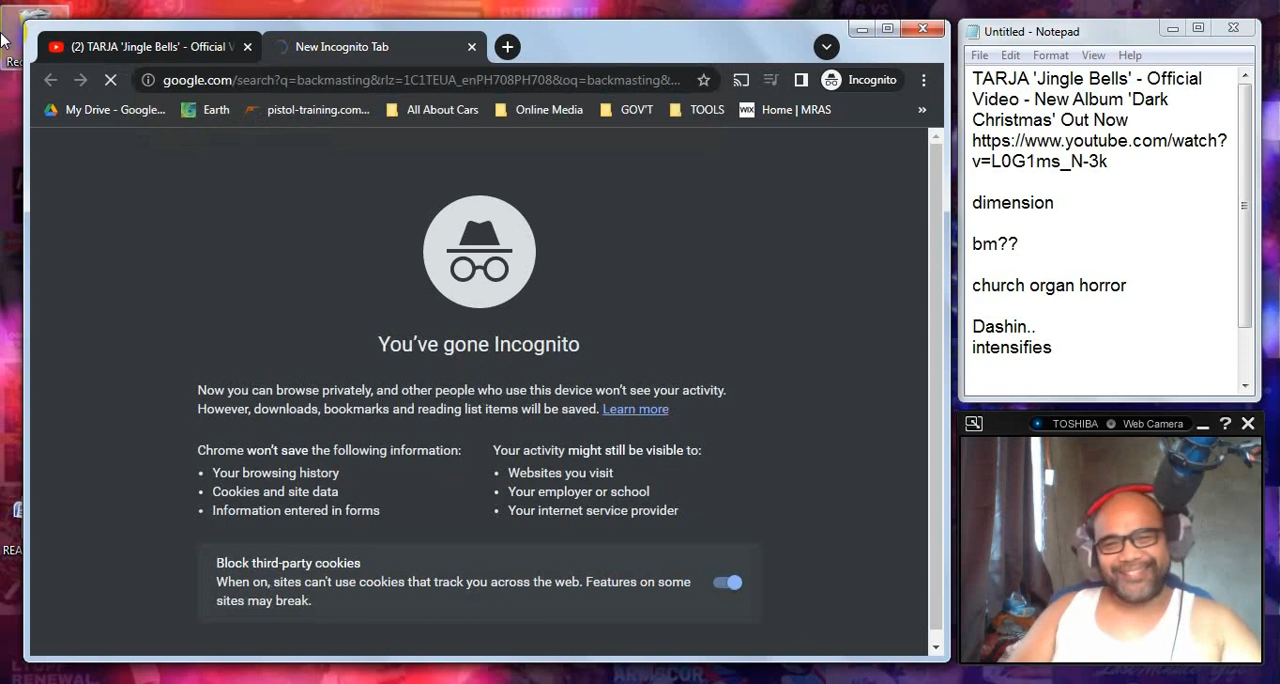 (2) TARJA 'Jingle Bells' - Official V
New Incognito Tab
google.com/search?q=backmasting&rlz=1C1TEUA_enPH708PH708&oq=backmasting&...
Incognito
My Drive - Google...
Earth
pistol-training.com...
All About Cars
Online Media
GOV'T
TOOLS
WIX
Home | MRAS
»
You've gone Incognito
Now you can browse privately, and other people who use this device won't see your activity.
However, downloads, bookmarks and reading list items will be saved. Learn more
Chrome won't save the following information:
• Your browsing history
• Cookies and site data
• Information entered in forms
Your activity might still be visible to:
• Websites you visit
• Your employer or school
• Your internet service provider
Block third-party cookies
When on, sites can't use cookies that track you across the web. Features on some
sites may break.
Untitled - Notepad
File Edit Format View Help
TARJA 'Jingle Bells' - Official
Video - New Album 'Dark
Christmas' Out Now
https://www.youtube.com/watch?
v=L0G1ms_N-3k
dimension
bm??
church organ horror
Dashin..
intensifies
TOSHIBA Web Camera
RENEWAL
ARMSCOR